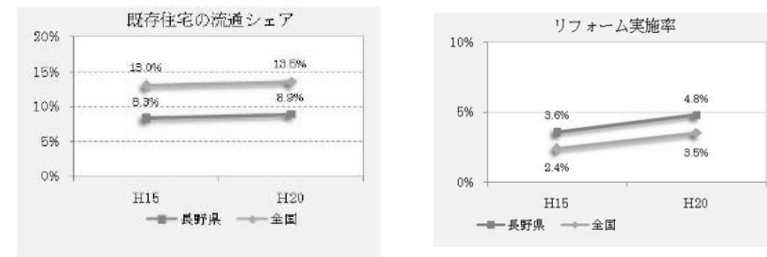 既存住宅の流通シェア
20%
15%
10%
5%
0%
13.0%
13.5%
8.3%
8.9%
H15
H20
長野県
全国
リフォーム実施率
10%
5%
0%
3.6%
4.8%
2.4%
3.5%
H15
H20
長野県
全国